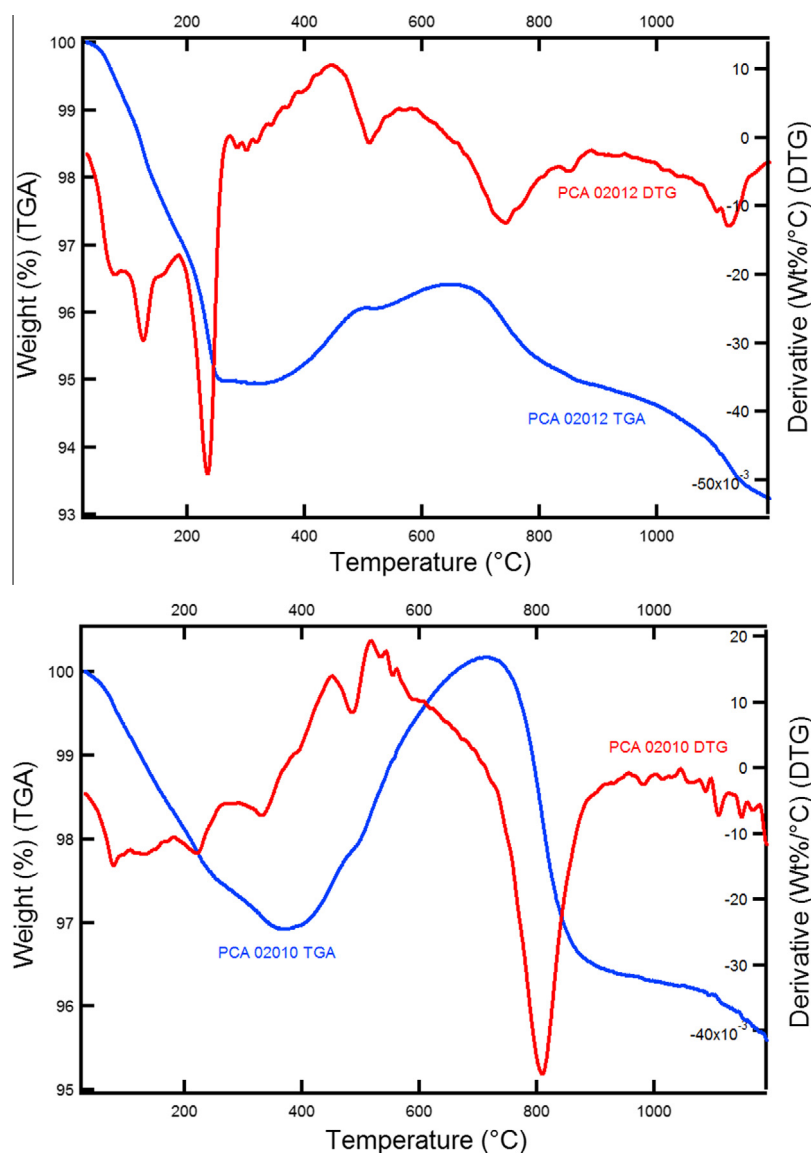 200 400 600 800 1000
100
99
98
97
96
95
94
93
Weight (%) (TGA)
10
0
-10
-20
-30
-40
-50x10-3
Derivative (Wt%/°C) (DTG)
PCA 02012 DTG
PCA 02012 TGA
200 400 600 800 1000
Temperature (°C)
200 400 600 800 1000
100
99
98
97
96
95
Weight (%) (TGA)
20
10
0
-10
-20
-30
-40x10-3
Derivative (Wt%/°C) (DTG)
PCA 02010 DTG
PCA 02010 TGA
200 400 600 800 1000
Temperature (°C)